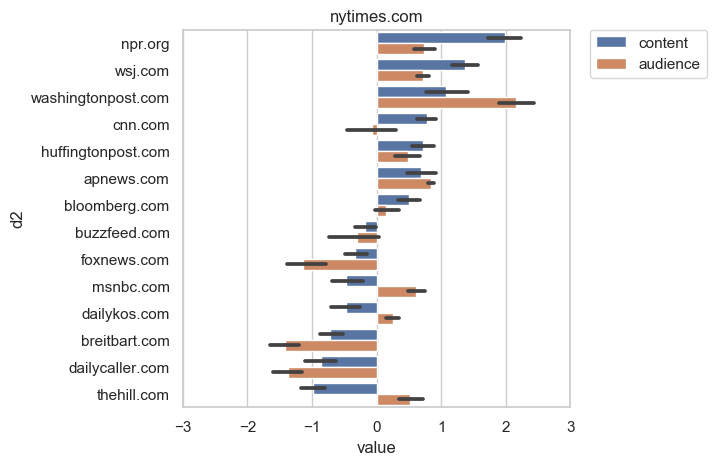 nytimes.com
content
audience
npr.org
wsj.com
washingtonpost.com
cnn.com
huffingtonpost.com
apnews.com
bloomberg.com
buzzfeed.com
foxnews.com
msnbc.com
dailykos.com
breitbart.com
dailycaller.com
thehill.com
d2
−3 −2 −1 0 1 2 3
value